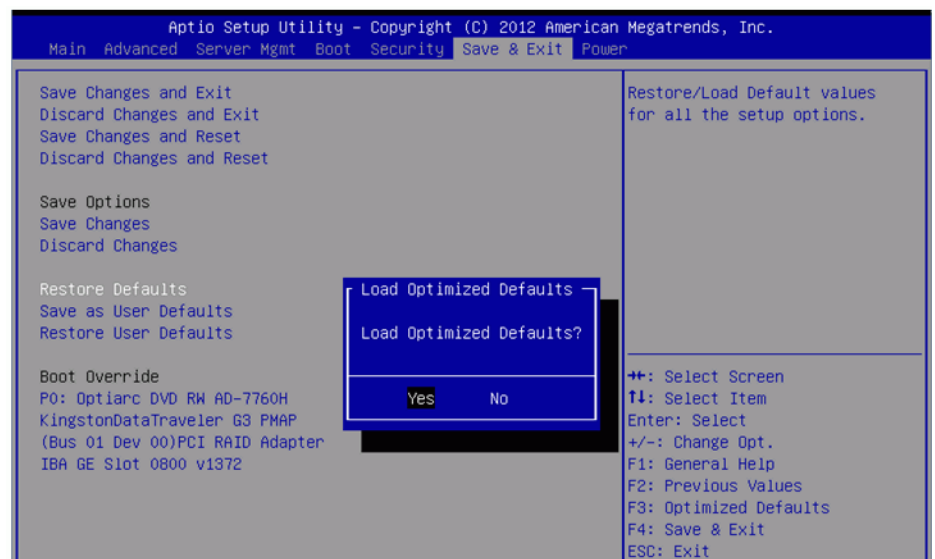 Aptio Setup Utility – Copyright (C) 2012 American Megatrends, Inc.
Main Advanced Server Mgmt Boot Security Save & Exit Power
Save Changes and Exit
Discard Changes and Exit
Save Changes and Reset
Discard Changes and Reset
Save Options
Save Changes
Discard Changes
Restore Defaults
Save as User Defaults
Restore User Defaults
Boot Override
P0: Optiarc DVD RW AD-7760H
KingstonDataTraveler G3 PMAP
(Bus 01 Dev 00)PCI RAID Adapter
IBA GE Slot 0800 v1372
Load Optimized Defaults
Load Optimized Defaults?
Yes No
Restore/Load Default values
for all the setup options.
→←: Select Screen
↑↓: Select Item
Enter: Select
+/-: Change Opt.
F1: General Help
F2: Previous Values
F3: Optimized Defaults
F4: Save & Exit
ESC: Exit